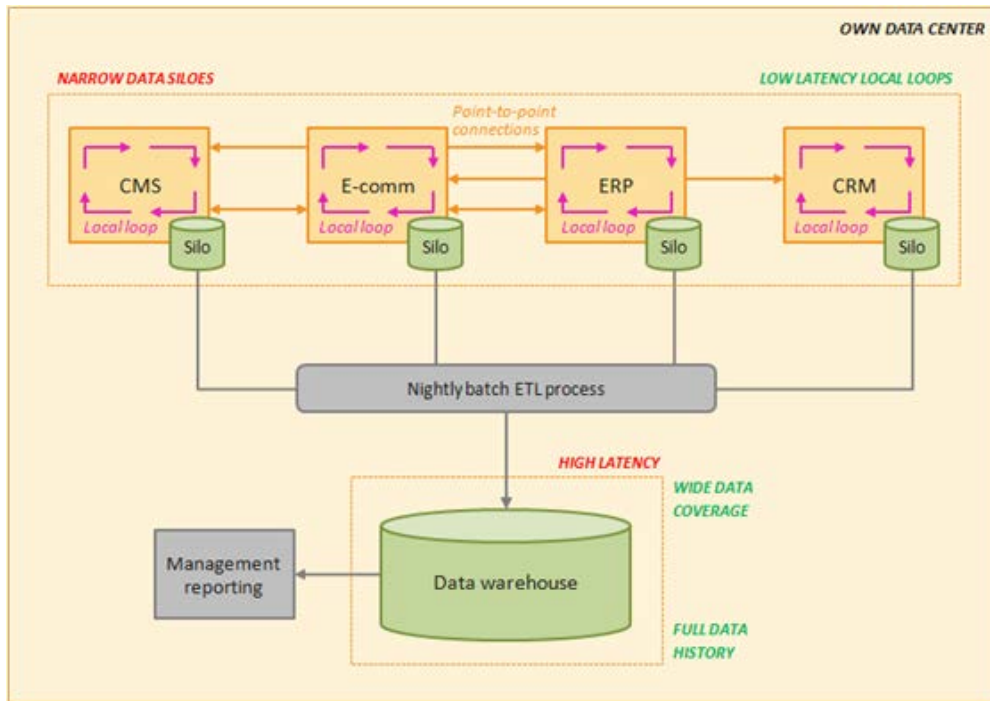 OWN DATA CENTER
NARROW DATA SILOES
LOW LATENCY LOCAL LOOPS
Point-to-point
connections
CMS
E-comm
ERP
CRM
Local loop
Local loop
Local loop
Local loop
Silo
Silo
Silo
Silo
Nightly batch ETL process
HIGH LATENCY
WIDE DATA
COVERAGE
Management
reporting
Data warehouse
FULL DATA
HISTORY